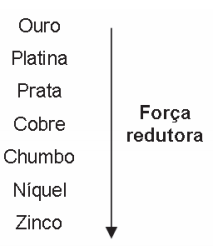 Ouro
Platina
Prata
Cobre
Chumbo
Níquel
Zinco
Força
redutora